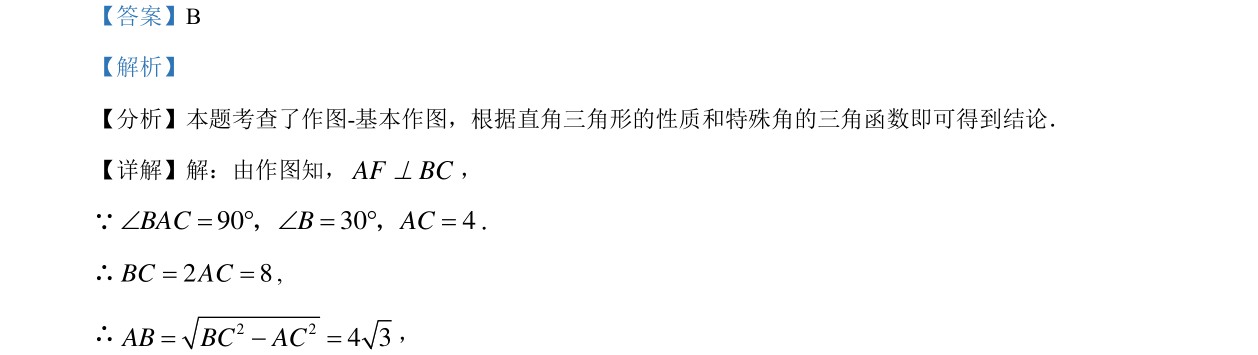 【答案】B
【解析】
【分析】本题考查了作图-基本作图，根据直角三角形的性质和特殊角的三角函数即可得到结论．
【详解】解：由作图知， AF ⊥ BC ，
∵ ∠BAC = 90°，∠B = 30°，AC = 4 .
∴ BC = 2AC = 8 ,
∴ AB = √(BC² − AC²) = 4√3 ，